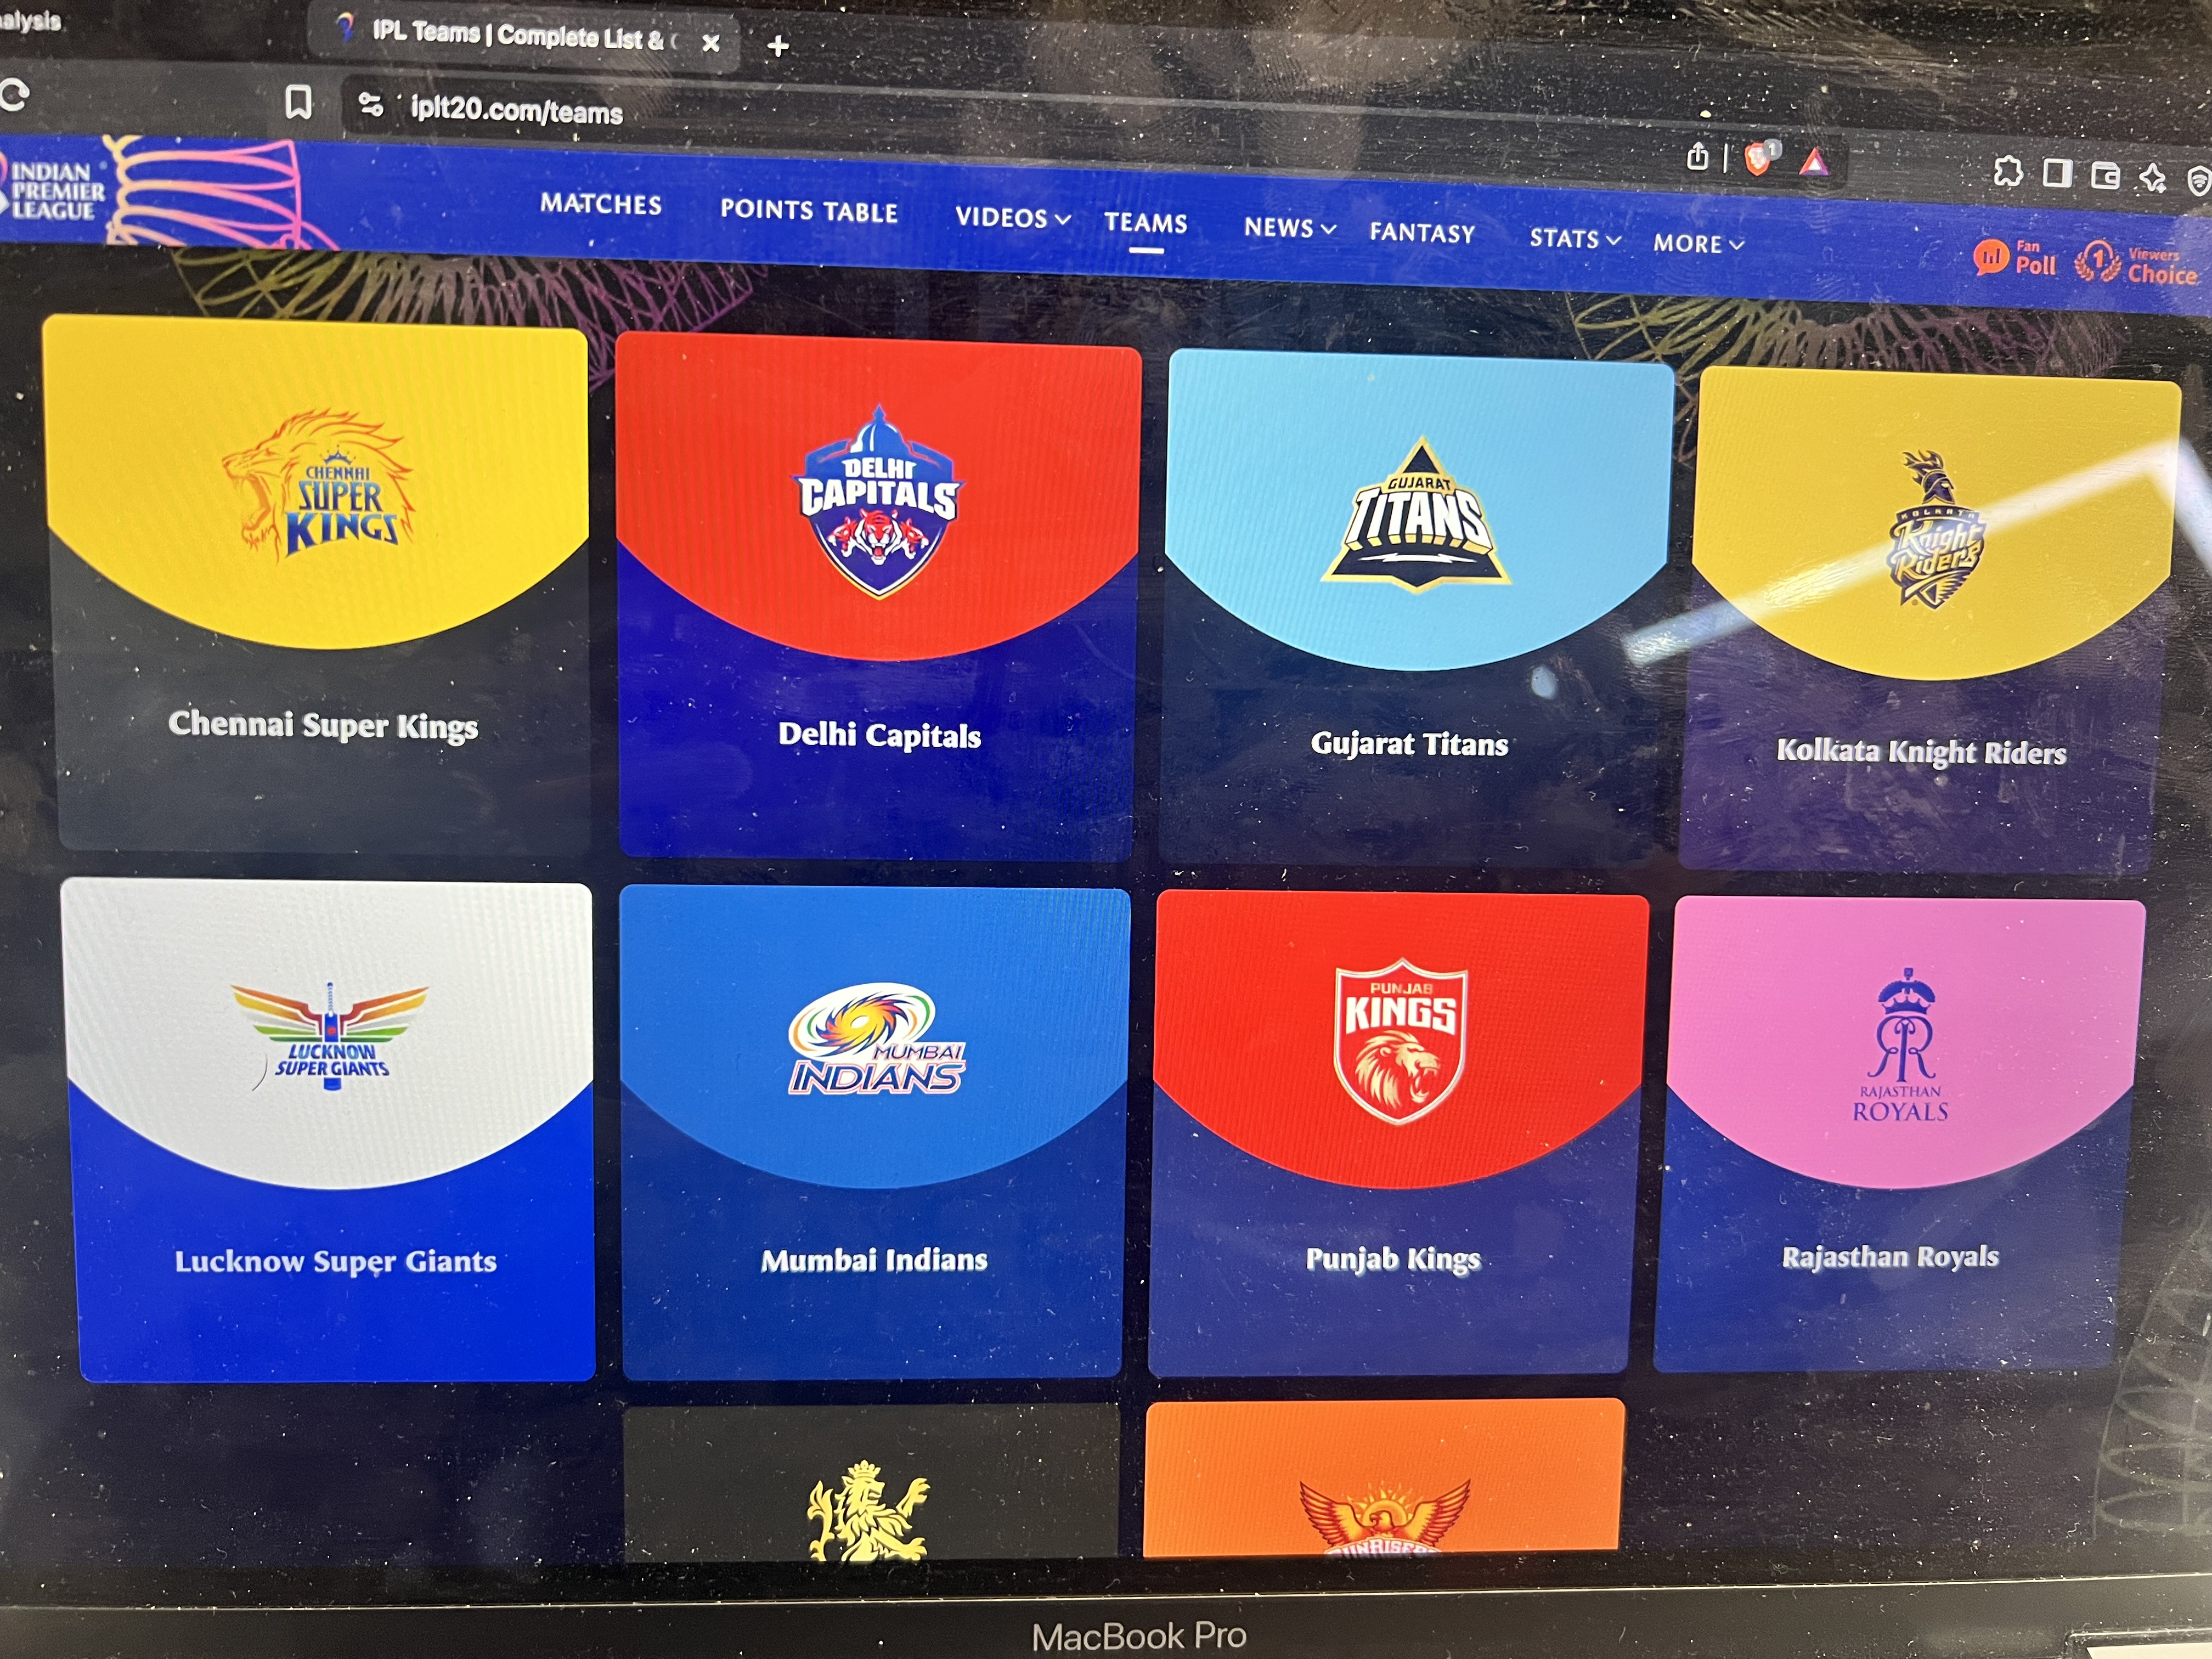 alysis
IPL Teams | Complete List &
iplt20.com/teams
1
INDIAN
PREMIER
LEAGUE
MATCHES
POINTS TABLE
VIDEOS
TEAMS
NEWS
FANTASY
STATS
MORE
Fan
Poll
1
Viewers
Choice
CHENNAI
SUPER
KINGS
DELHI
CAPITALS
GUJARAT
TITANS
KOLKATA
Knight
Riders
Chennai Super Kings
Delhi Capitals
Gujarat Titans
Kolkata Knight Riders
LUCKNOW
SUPER GIANTS
MUMBAI
INDIANS
PUNJAB
KINGS
RR
RAJASTHAN
ROYALS
Lucknow Super Giants
Mumbai Indians
Punjab Kings
Rajasthan Royals
SUNRISERS
MacBook Pro